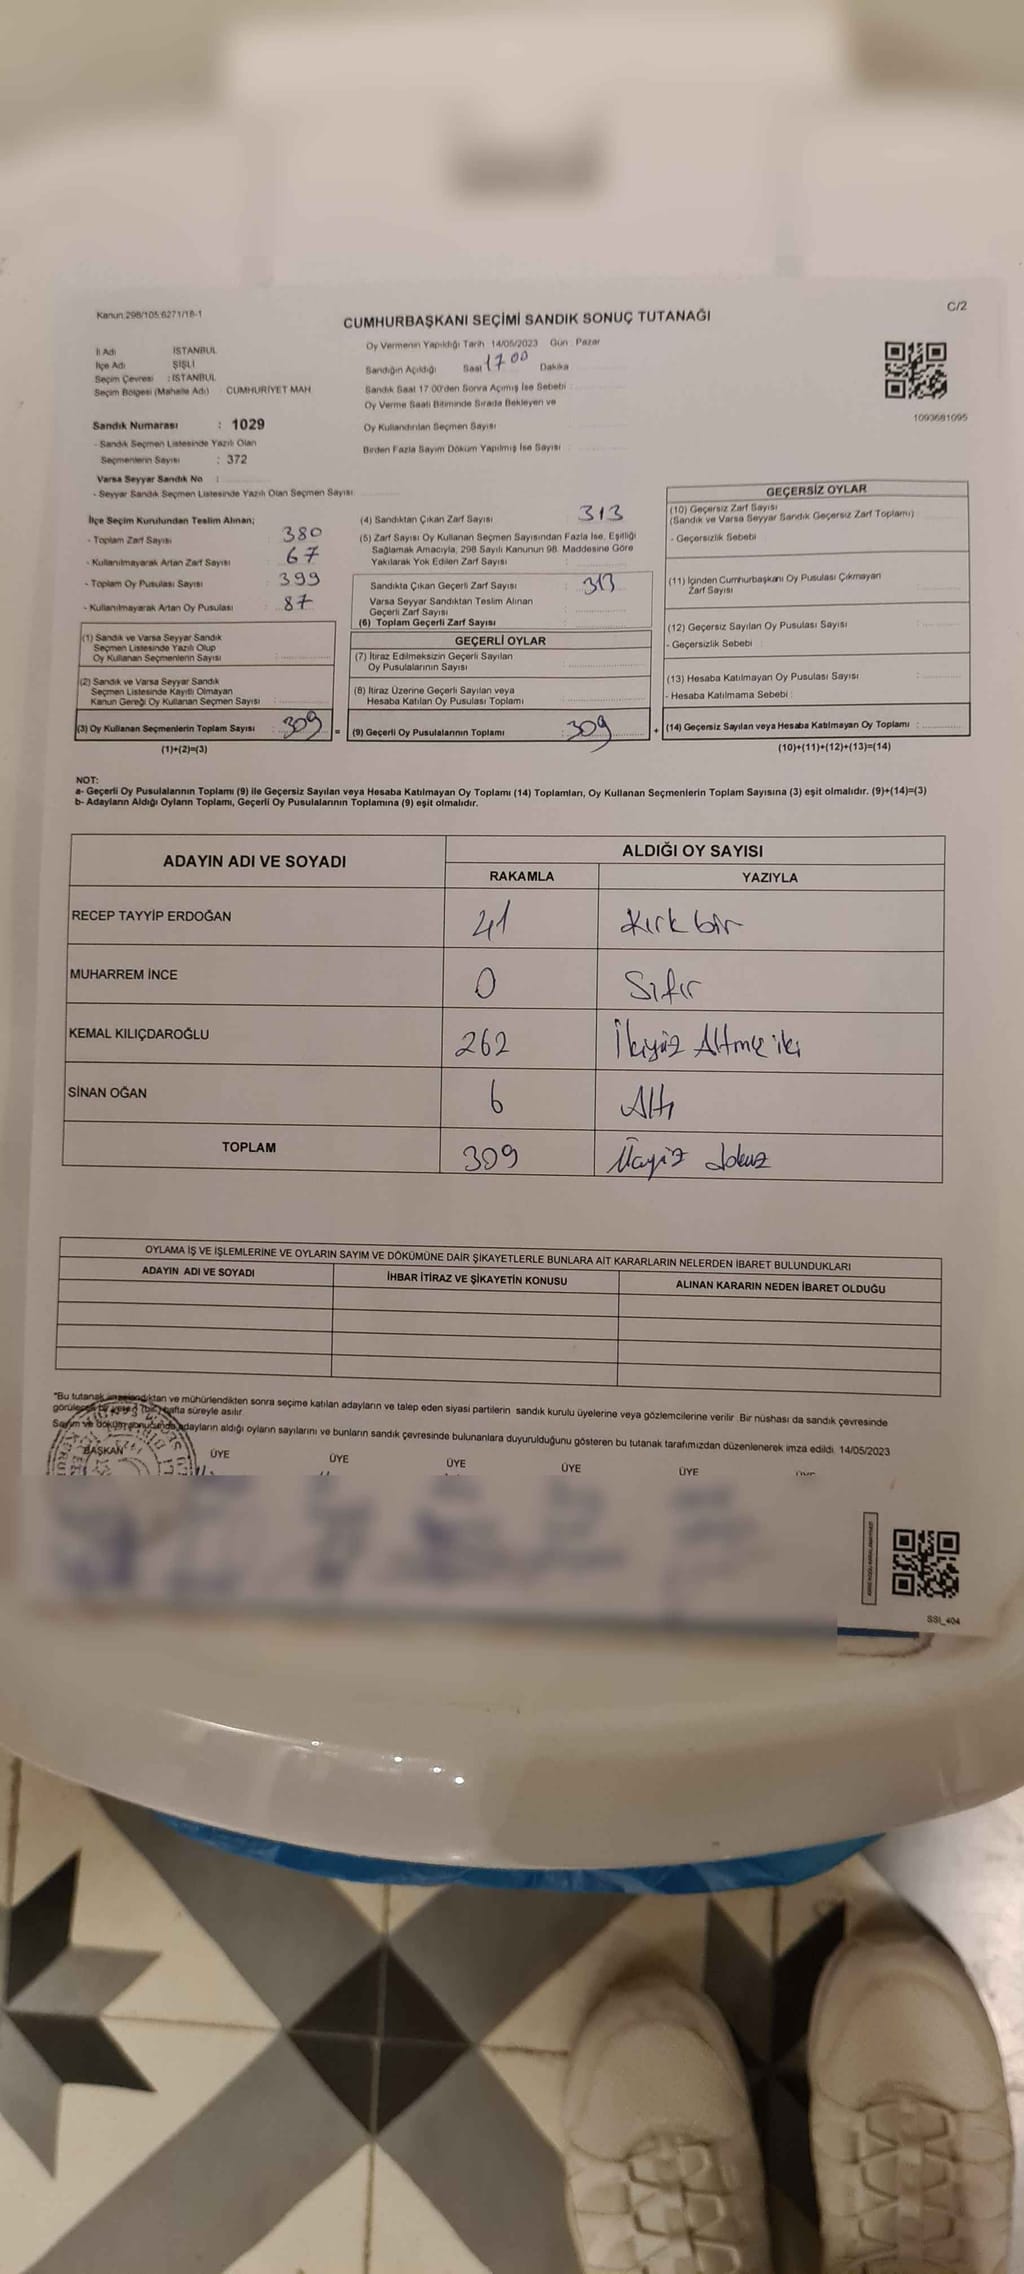 Kanun.298/105;6271/18-1
C/2
CUMHURBAŞKANI SEÇİMİ SANDIK SONUÇ TUTANAĞI
İl Adı ISTANBUL
İlçe Adı ŞİŞLİ
Seçim Çevresi : ISTANBUL
Seçim Bölgesi (Mahalle Adı) : CUMHURİYET MAH
Oy Vermenin Yapıldığı Tarih 14/05/2023 Gün : Pazar
Sandığın Açıldığı Saat 17 00 Dakika
Sandık Saat 17:00'den Sonra Açımış İse Sebebi :
Oy Verme Saati Bitiminde Sırada Bekleyen ve
Oy Kullandırılan Seçmen Sayısı
Birden Fazla Sayım Döküm Yapılmış İse Sayısı :
1093681095
Sandık Numarası : 1029
- Sandık Seçmen Listesinde Yazılı Olan
Seçmenlerin Sayısı : 372
Varsa Seyyar Sandık No :
- Seyyar Sandık Seçmen Listesinde Yazılı Olan Seçmen Sayısı
İlçe Seçim Kurulundan Teslim Alınan;
- Toplam Zarf Sayısı : 380
- Kullanılmayarak Artan Zarf Sayısı : 67
- Toplam Oy Pusulası Sayısı : 399
- Kullanılmayarak Artan Oy Pusulası : 87
(4) Sandıktan Çıkan Zarf Sayısı : 313
(5) Zarf Sayısı Oy Kullanan Seçmen Sayısından Fazla İse, Eşitliği
Sağlamak Amacıyla, 298 Sayılı Kanunun 98. Maddesine Göre
Yakılarak Yok Edilen Zarf Sayısı :
Sandıkta Çıkan Geçerli Zarf Sayısı : 313
Varsa Seyyar Sandıktan Teslim Alınan
Geçerli Zarf Sayısı
(6) Toplam Geçerli Zarf Sayısı
GEÇERSİZ OYLAR
(10) Geçersiz Zarf Sayısı
(Sandık ve Varsa Seyyar Sandık Geçersiz Zarf Toplamı)
- Geçersizlik Sebebi
(11) İçinden Cumhurbaşkanı Oy Pusulası Çıkmayan
Zarf Sayısı
(12) Geçersiz Sayılan Oy Pusulası Sayısı
- Geçersizlik Sebebi :
(13) Hesaba Katılmayan Oy Pusulası Sayısı
- Hesaba Katılmama Sebebi :
(14) Geçersiz Sayılan veya Hesaba Katılmayan Oy Toplamı :
(10)+(11)+(12)+(13)=(14)
(1) Sandık ve Varsa Seyyar Sandık
Seçmen Listesinde Yazılı Olup
Oy Kullanan Seçmenlerin Sayısı
(2) Sandık ve Varsa Seyyar Sandık
Seçmen Listesinde Kayıtlı Olmayan
Kanun Gereği Oy Kullanan Seçmen Sayısı
(3) Oy Kullanan Seçmenlerin Toplam Sayısı : 309 =
(1)+(2)=(3)
GEÇERLİ OYLAR
(7) İtiraz Edilmeksizin Geçerli Sayılan
Oy Pusulalarının Sayısı
(8) İtiraz Üzerine Geçerli Sayılan veya
Hesaba Katılan Oy Pusulası Toplamı
(9) Geçerli Oy Pusulalarının Toplamı : 309 +
NOT:
a- Geçerli Oy Pusulalarının Toplamı (9) ile Geçersiz Sayılan veya Hesaba Katılmayan Oy Toplamı (14) Toplamları, Oy Kullanan Seçmenlerin Toplam Sayısına (3) eşit olmalıdır. (9)+(14)=(3)
b- Adayların Aldığı Oyların Toplamı, Geçerli Oy Pusulalarının Toplamına (9) eşit olmalıdır.
ADAYIN ADI VE SOYADI
ALDIĞI OY SAYISI
RAKAMLA YAZIYLA
RECEP TAYYİP ERDOĞAN 41 Kırk bir
MUHARREM İNCE 0 Sıfır
KEMAL KILIÇDAROĞLU 262 İkiyüz Altmış iki
SİNAN OĞAN 6 Altı
TOPLAM 309 Üçyüz dokuz
OYLAMA İŞ VE İŞLEMLERİNE VE OYLARIN SAYIM VE DÖKÜMÜNE DAİR ŞİKAYETLERLE BUNLARA AİT KARARLARIN NELERDEN İBARET BULUNDUKLARI
ADAYIN ADI VE SOYADI İHBAR İTİRAZ VE ŞİKAYETİN KONUSU ALINAN KARARIN NEDEN İBARET OLDUĞU
*Bu tutanak imzalandıktan ve mühürlendikten sonra seçime katılan adayların ve talep eden siyasi partilerin sandık kurulu üyelerine veya gözlemcilerine verilir. Bir nüshası da sandık çevresinde
görülecek bir yere (bir) hafta süreyle asılır.
Sayım ve döküm sonucunda adayların aldığı oyların sayılarını ve bunların sandık çevresinde bulunanlara duyurulduğunu gösteren bu tutanak tarafımızdan düzenlenerek imza edildi. 14/05/2023
BAŞKAN ÜYE ÜYE ÜYE ÜYE ÜYE
SSI_404